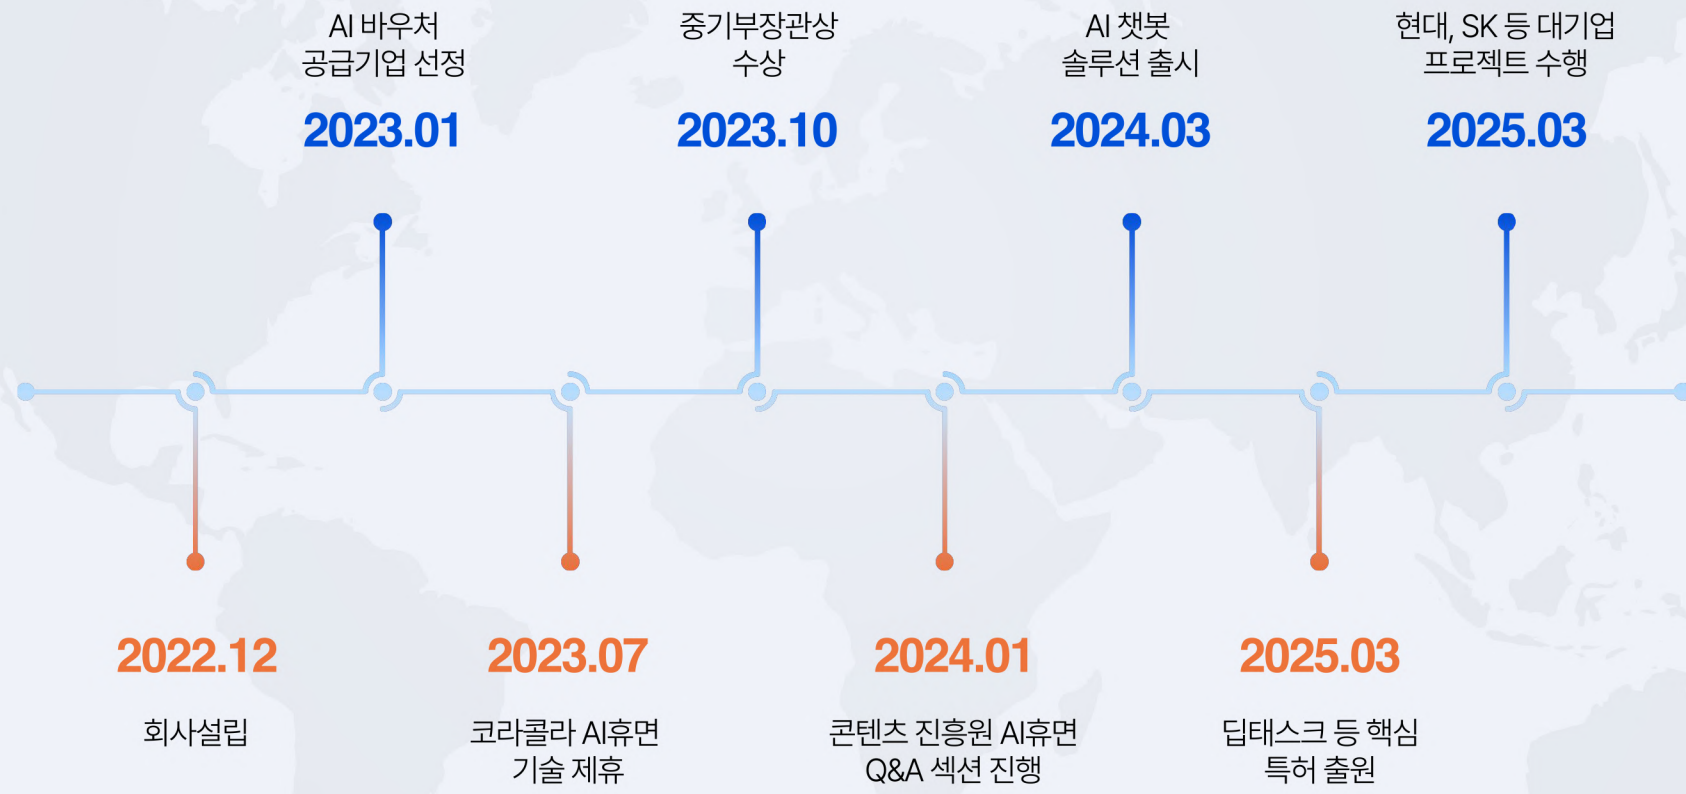 AI 바우처
공급기업 선정
2023.01
중기부장관상
수상
2023.10
AI 챗봇
솔루션 출시
2024.03
현대, SK 등 대기업
프로젝트 수행
2025.03
2022.12
회사설립
2023.07
코라콜라 AI휴면
기술 제휴
2024.01
콘텐츠 진흥원 AI휴면
Q&A 섹션 진행
2025.03
딥태스크 등 핵심
특허 출원